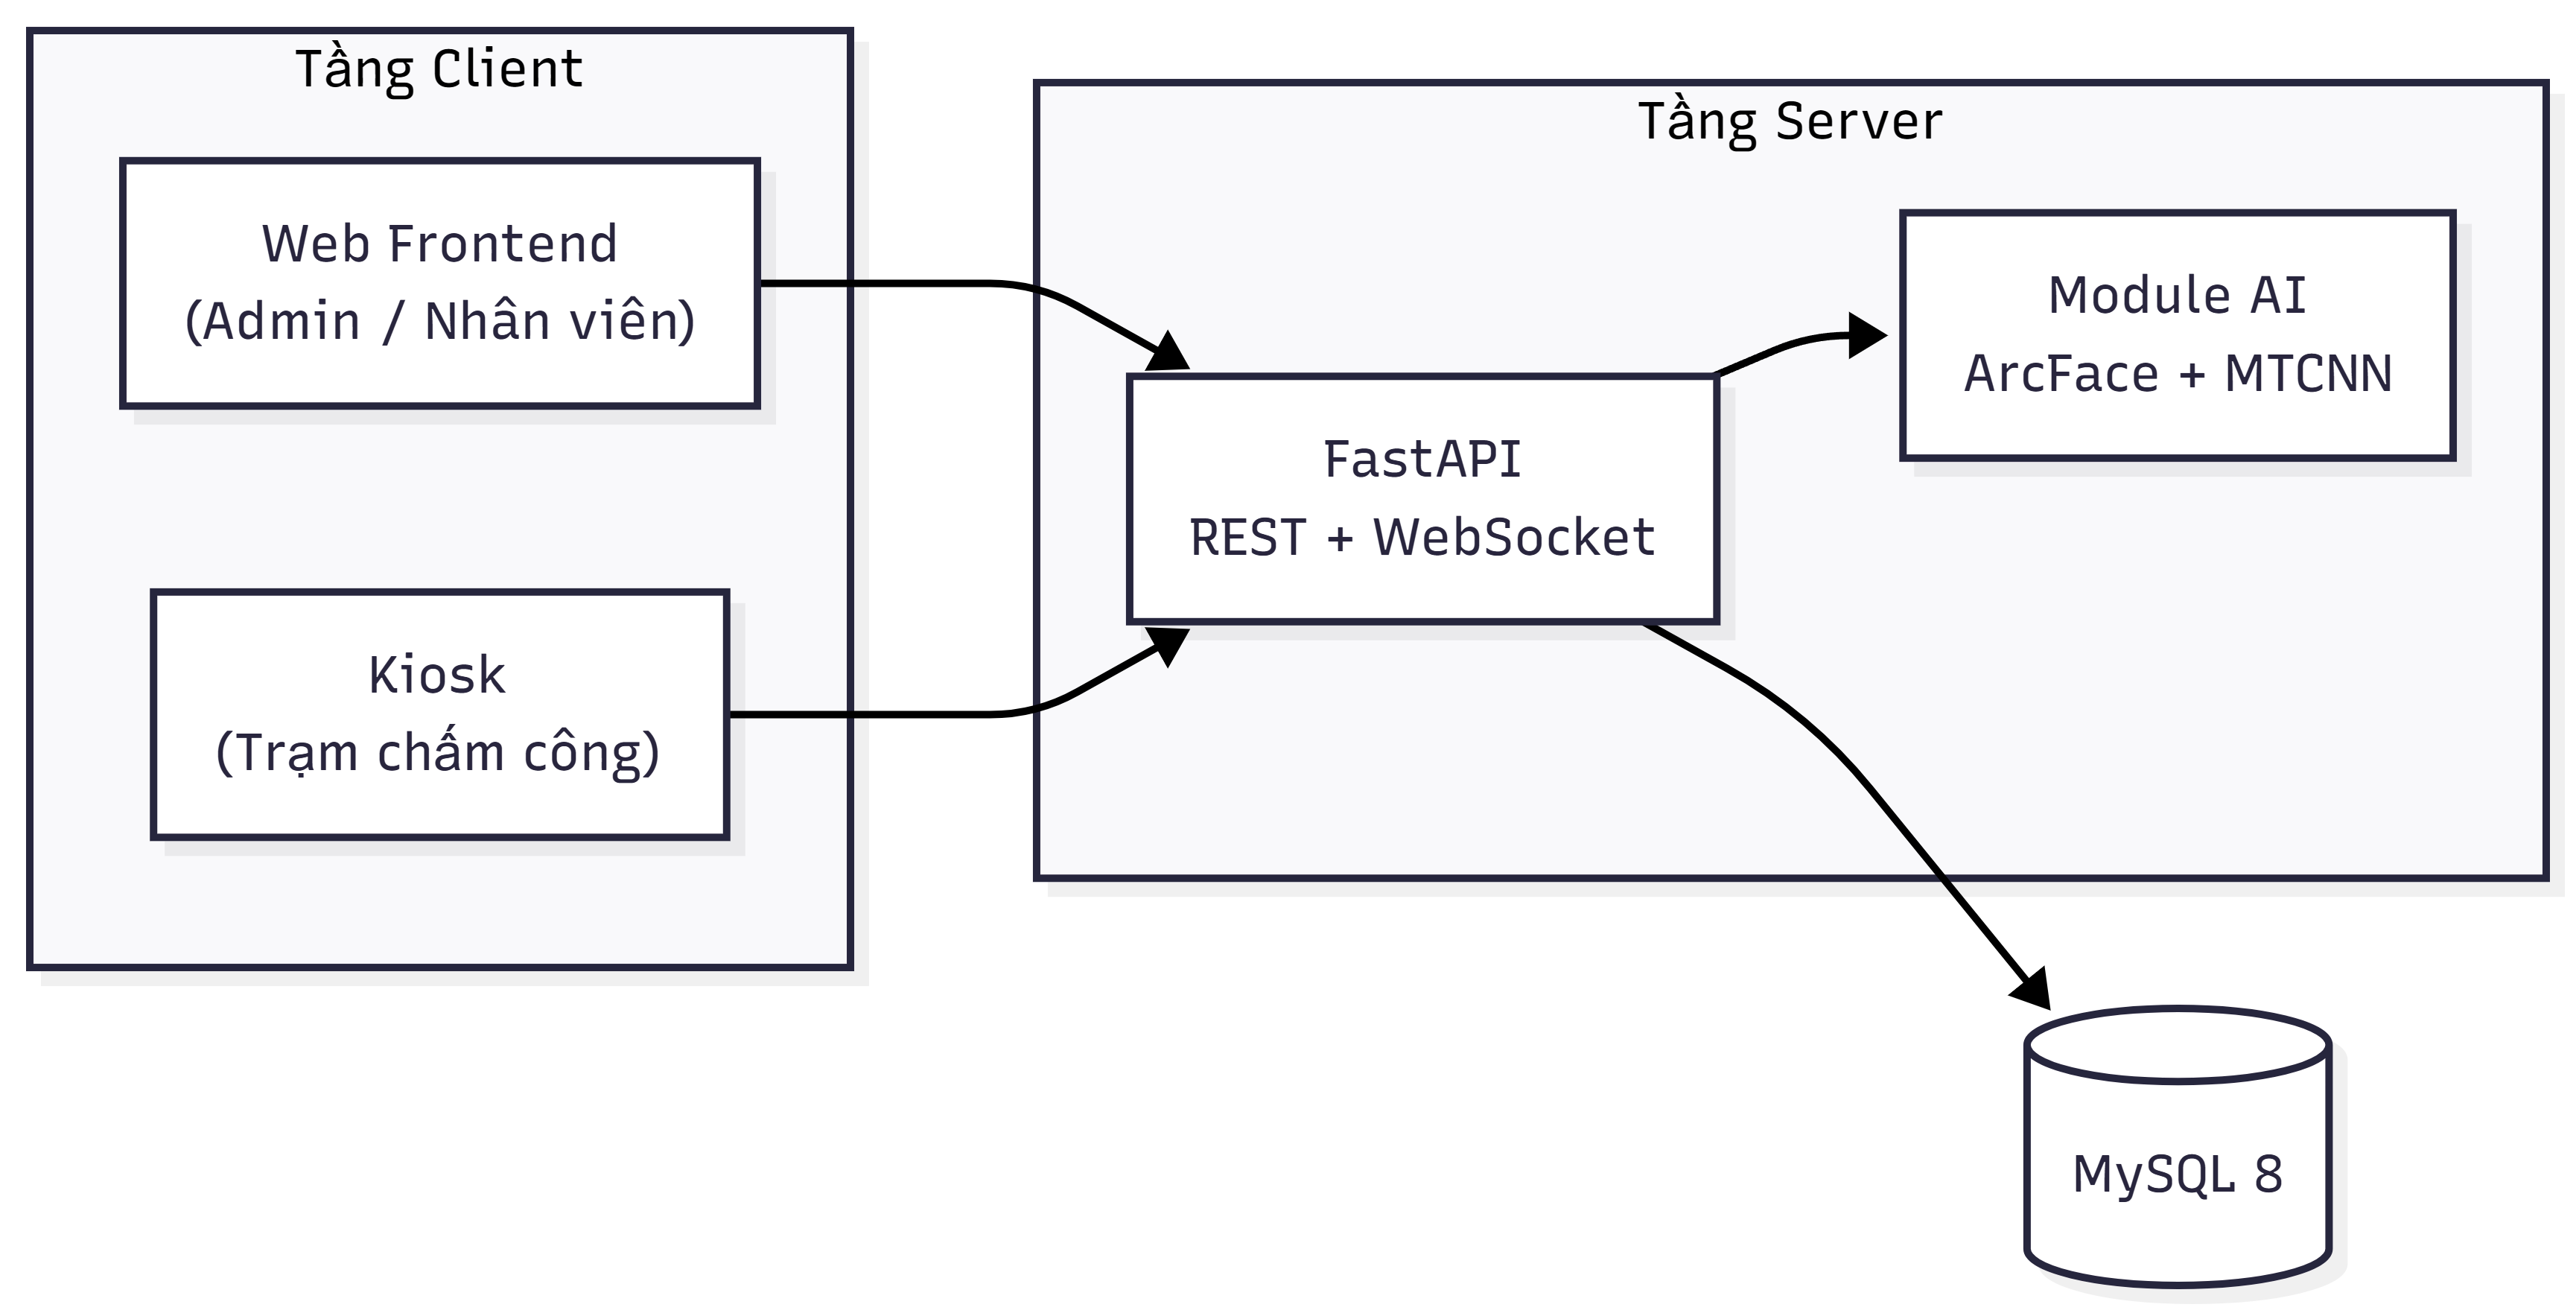 Tầng Client
Web Frontend
(Admin / Nhân viên)
Kiosk
(Trạm chấm công)
Tầng Server
FastAPI
REST + WebSocket
Module AI
ArcFace + MTCNN
MySQL 8